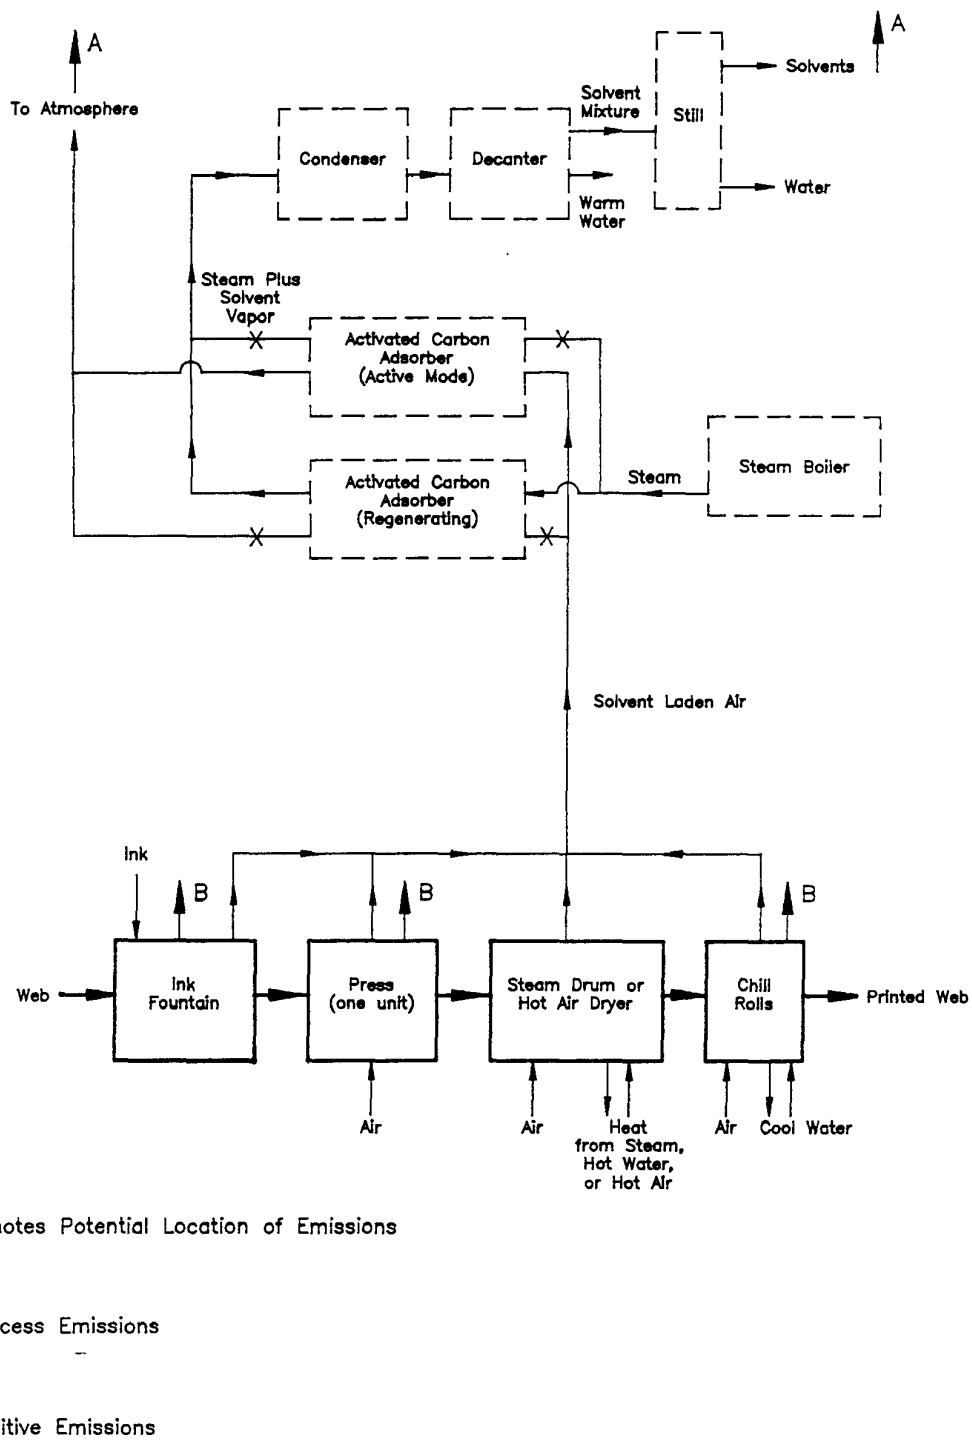 A
A
To Atmosphere
Condenser
Decanter
Solvent
Mixture
Still
Solvents
Water
Warm
Water
Steam Plus
Solvent
Vapor
Activated Carbon
Adsorber
(Active Mode)
Activated Carbon
Adsorber
(Regenerating)
Steam
Steam Boiler
Solvent Laden Air
Ink
B
B
B
Web
Ink
Fountain
Press
(one unit)
Steam Drum or
Hot Air Dryer
Chill
Rolls
Printed Web
Air
Air
Heat
from Steam,
Hot Water,
or Hot Air
Air
Cool Water
notes Potential Location of Emissions
cess Emissions
itive Emissions